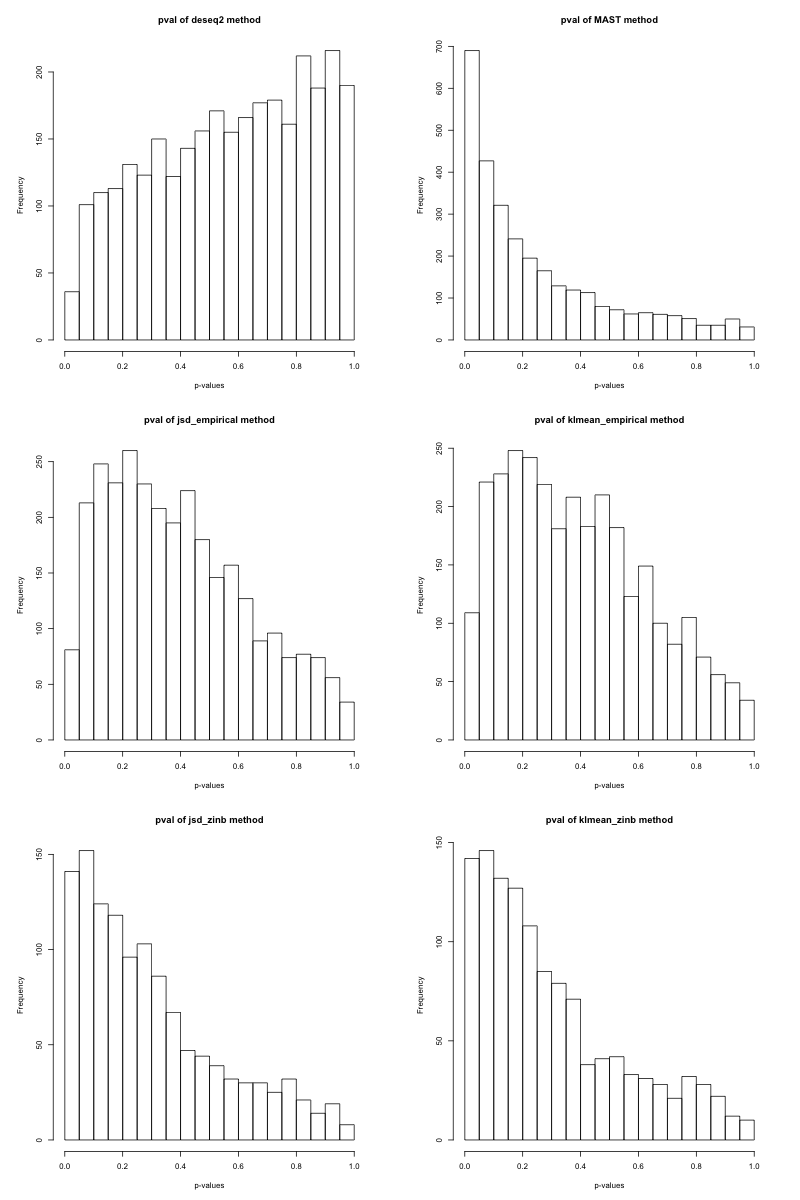 pval of deseq2 method
Frequency
0 50 100 150 200
0.0 0.2 0.4 0.6 0.8 1.0
p-values
pval of MAST method
Frequency
0 100 200 300 400 500 600 700
0.0 0.2 0.4 0.6 0.8 1.0
p-values
pval of jsd_empirical method
Frequency
0 50 100 150 200 250
0.0 0.2 0.4 0.6 0.8 1.0
p-values
pval of klmean_empirical method
Frequency
0 50 100 150 200 250
0.0 0.2 0.4 0.6 0.8 1.0
p-values
pval of jsd_zinb method
Frequency
0 50 100 150
0.0 0.2 0.4 0.6 0.8 1.0
p-values
pval of klmean_zinb method
Frequency
0 50 100 150
0.0 0.2 0.4 0.6 0.8 1.0
p-values